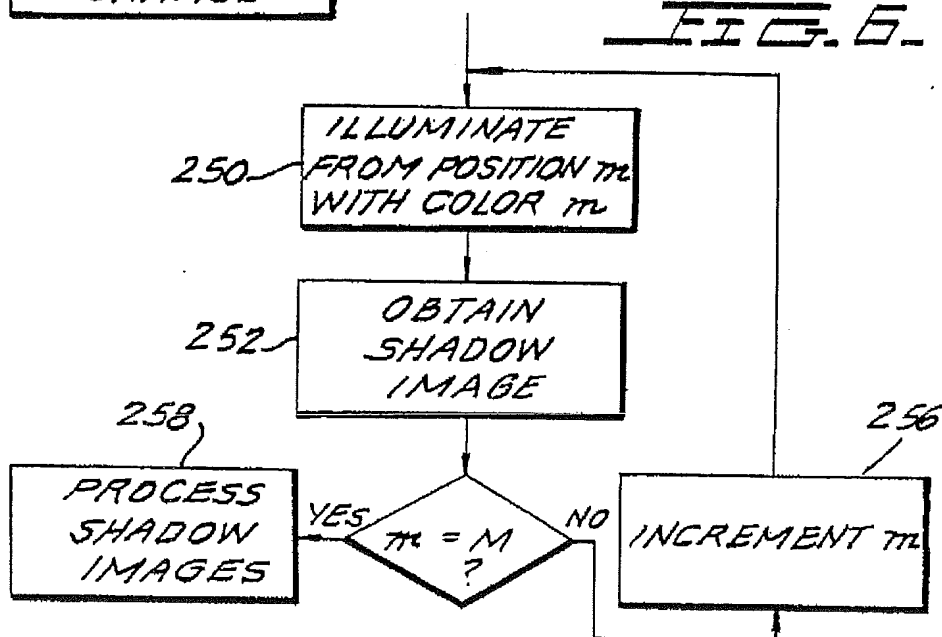 FIG. 6.
ILLUMINATE
FROM POSITION m
WITH COLOR m
250
OBTAIN
SHADOW
IMAGE
252
258
256
PROCESS
SHADOW
IMAGES
YES
m = M
?
NO
INCREMENT m